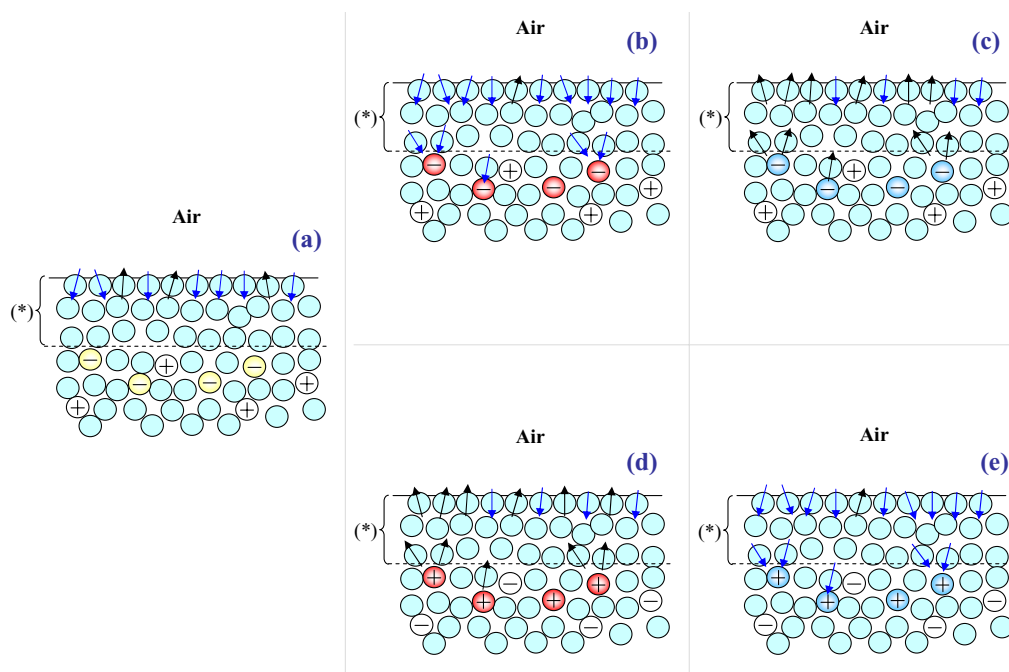 Air
(a)
(*)
− + −
− − +
+ +
Air
(b)
(*)
− + −
− − +
+ +
Air
(c)
(*)
− + −
− − +
+ +
Air
(d)
(*)
+ − +
+ + −
− −
Air
(e)
(*)
+ − +
+ + −
− −